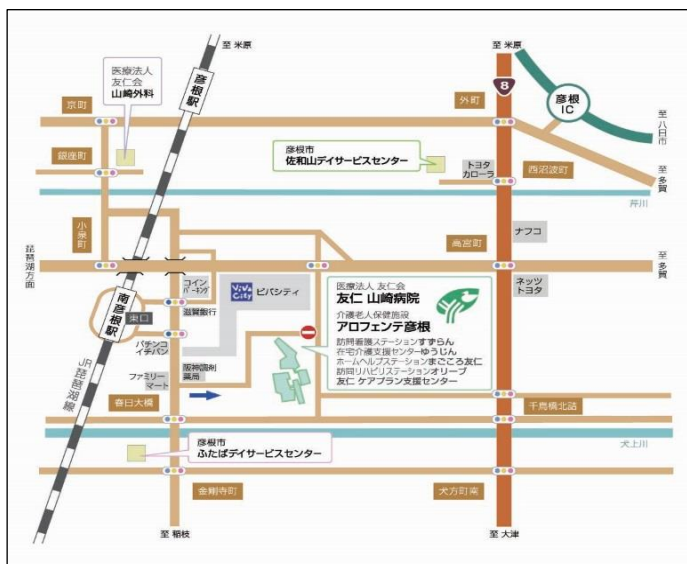 至 米原
至 米原
医療法人
友仁会
山崎外科
彦根駅
8
京町
外町
彦根
IC
至 八日市
銀座町
彦根市
佐和山デイサービスセンター
トヨタ
カローラ
西沼波町
至 多賀
芹川
小泉町
ナフコ
高宮町
琵琶湖方面
至 多賀
コイン
パーキング
ViVa
City
ビバシティ
ネッツ
トヨタ
南彦根駅
東口
滋賀銀行
医療法人 友仁会
友仁 山崎病院
介護老人保健施設
アロフェンテ彦根
訪問看護ステーションすずらん
在宅介護支援センターゆうじん
ホームヘルプステーションまごころ友仁
訪問リハビリステーションオリーブ
友仁 ケアプラン支援センター
パチンコ
イチバン
JR琵琶湖線
ファミリー
マート
阪神調剤
薬局
春日大橋
千鳥橋北詰
犬上川
彦根市
ふたばデイサービスセンター
金剛寺町
犬方町南
至 稲枝
至 大津